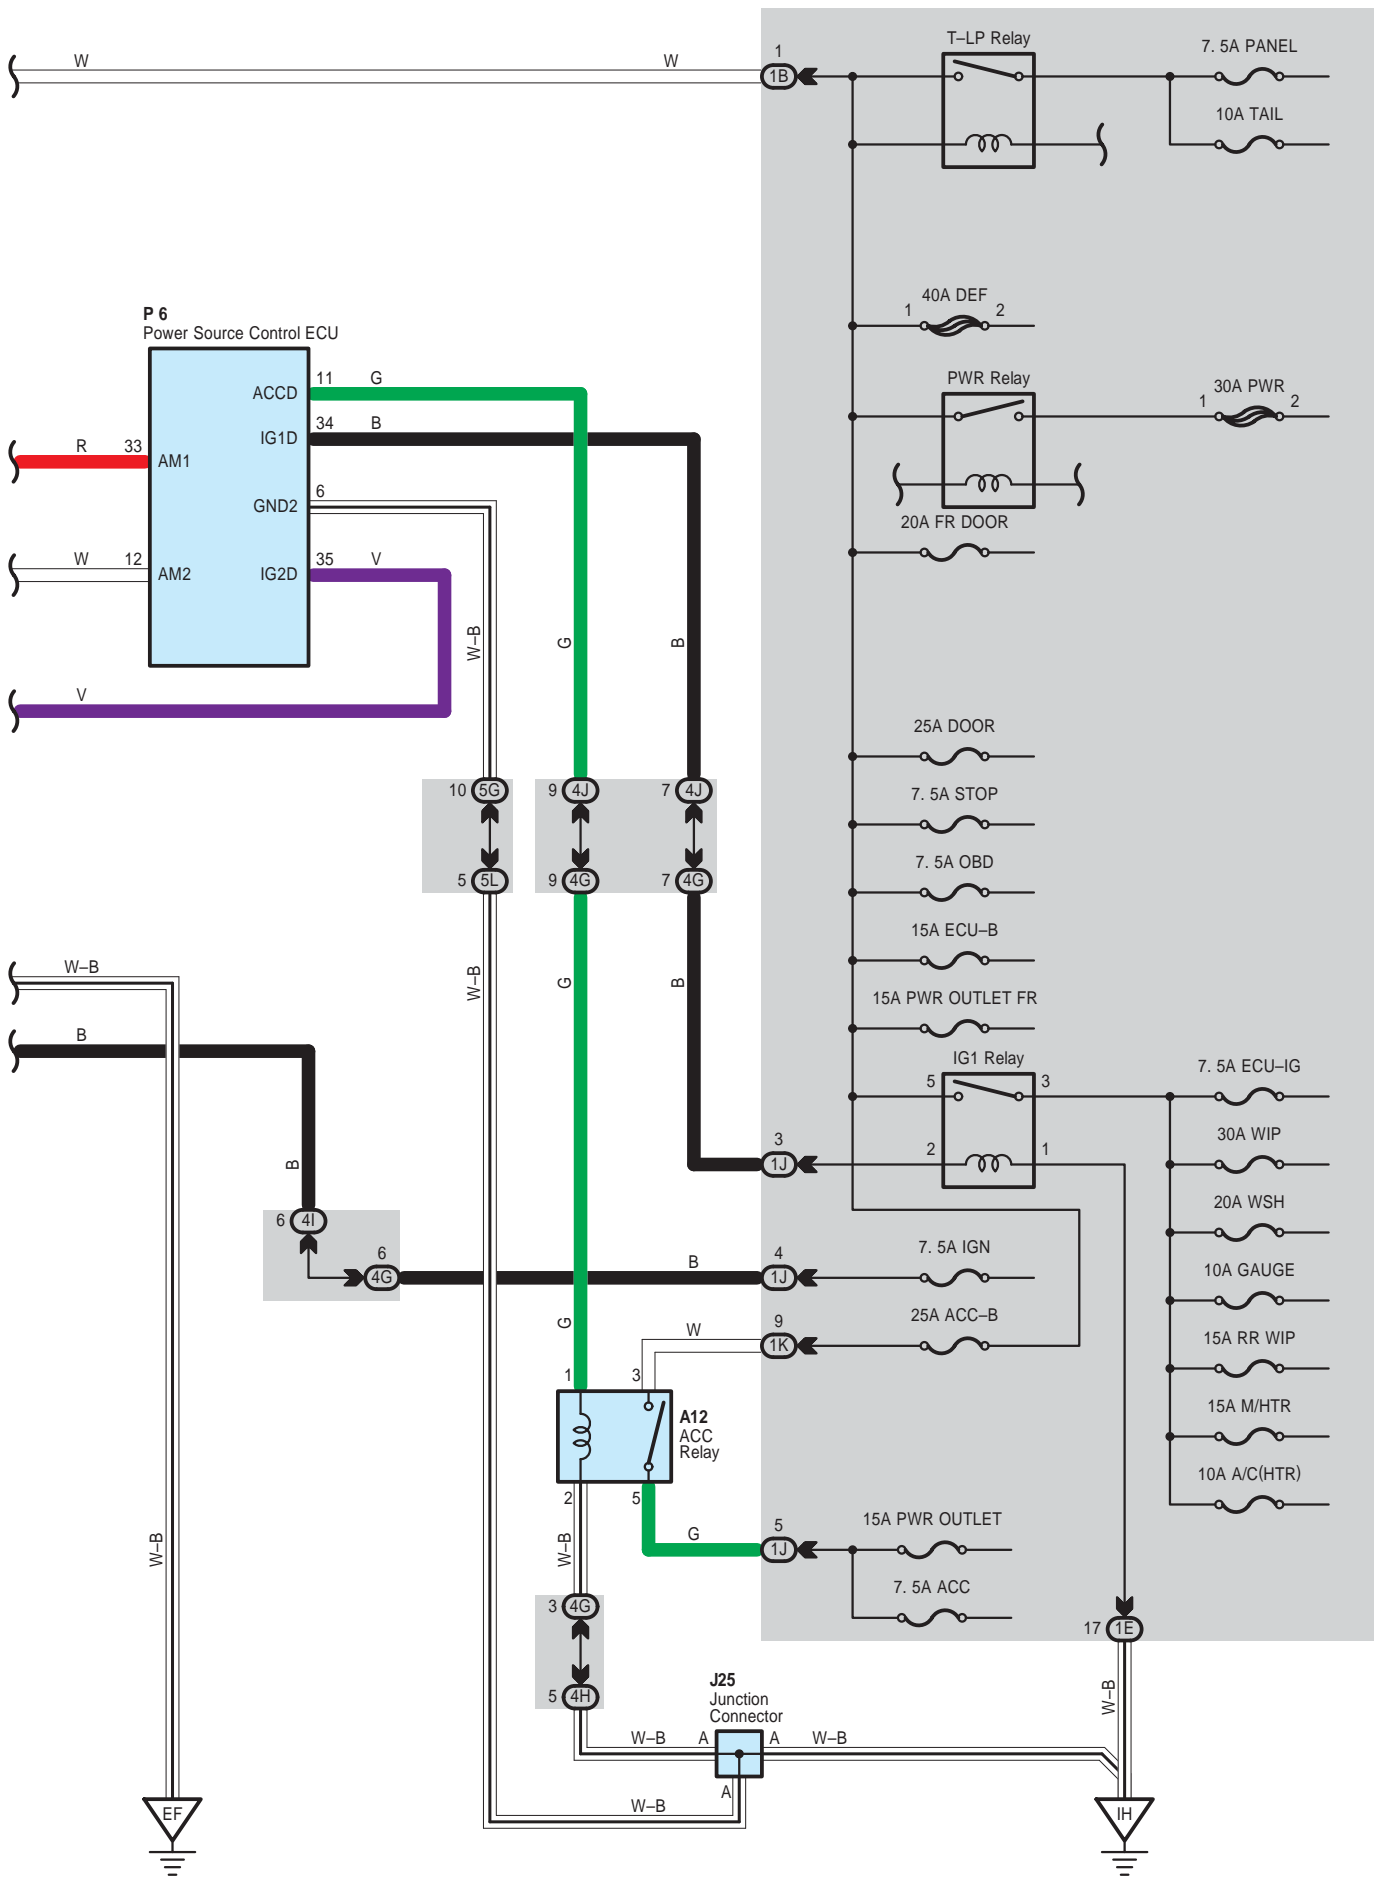 W
W
1
1B
T–LP Relay
7. 5A PANEL
10A TAIL
40A DEF
1
2
P 6
Power Source Control ECU
PWR Relay
30A PWR
1
2
ACCD
11
G
IG1D
34
B
R
33
AM1
GND2
6
20A FR DOOR
W
12
AM2
IG2D
35
V
W–B
G
B
V
25A DOOR
10
5G
9
4J
7
4J
7. 5A STOP
5
5L
9
4G
7
4G
7. 5A OBD
15A ECU–B
W–B
W–B
G
B
15A PWR OUTLET FR
B
IG1 Relay
5
3
7. 5A ECU–IG
3
1J
2
1
30A WIP
B
20A WSH
6
4I
6
4G
B
4
1J
7. 5A IGN
10A GAUGE
G
W
9
1K
25A ACC–B
15A RR WIP
1
3
A12
ACC
Relay
15A M/HTR
10A A/C(HTR)
2
5
W–B
W–B
G
5
1J
15A PWR OUTLET
7. 5A ACC
3
4G
17
1E
5
4H
J25
Junction
Connector
W–B
W–B
A
A
W–B
A
W–B
EF
IH